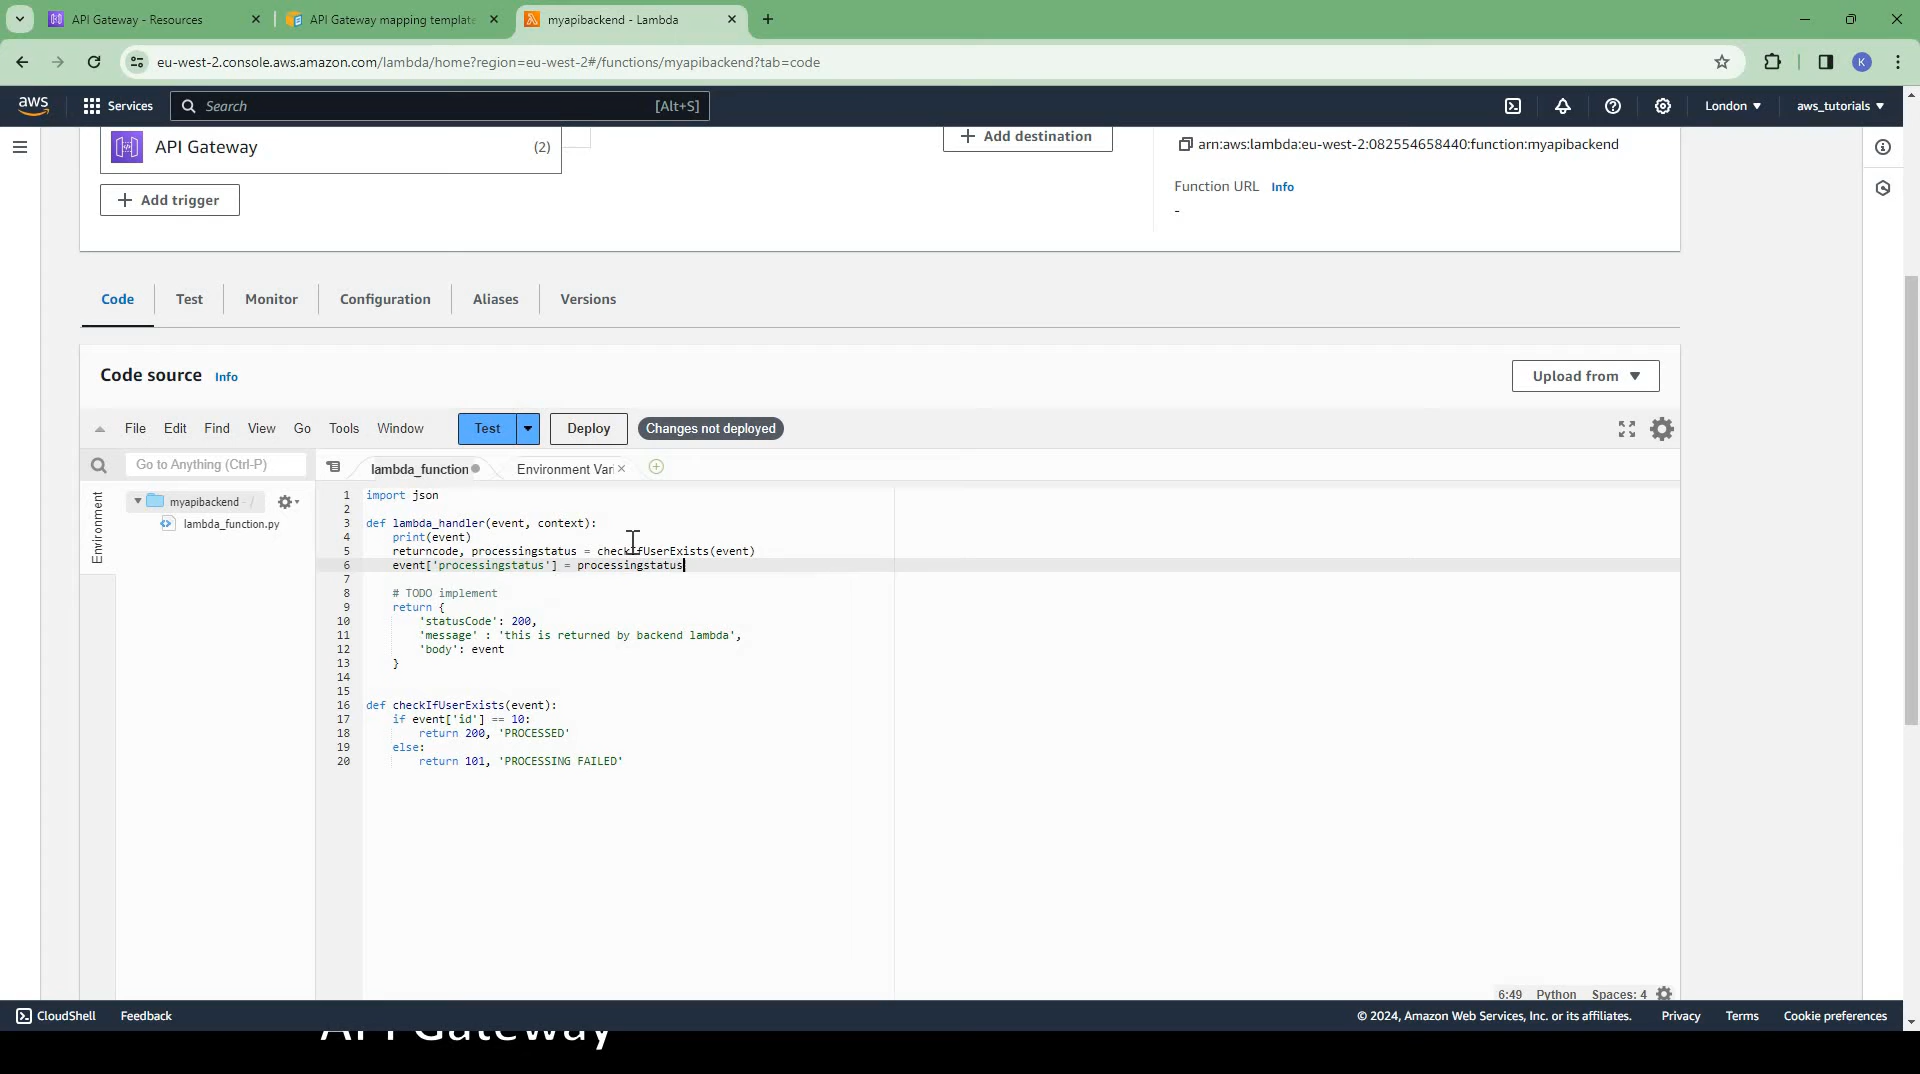 API Gateway - Resources
API Gateway mapping template
myapibackend - Lambda
eu-west-2.console.aws.amazon.com/lambda/home?region=eu-west-2#/functions/myapibackend?tab=code
K
aws
Services
Search
[Alt+S]
London
aws_tutorials
API Gateway
(2)
Add destination
arn:aws:lambda:eu-west-2:082554658440:function:myapibackend
Function URL Info
-
Add trigger
Code
Test
Monitor
Configuration
Aliases
Versions
Code source Info
Upload from
File Edit Find View Go Tools Window
Test
Deploy
Changes not deployed
Go to Anything (Ctrl-P)
lambda_function
Environment Vari
Environment
myapibackend - /
lambda_function.py
1 import json
2
3 def lambda_handler(event, context):
4 print(event)
5 returncode, processingstatus = checkIfUserExists(event)
6 event['processingstatus'] = processingstatus
7
8 # TODO implement
9 return {
10 'statusCode': 200,
11 'message' : 'this is returned by backend lambda',
12 'body': event
13 }
14
15
16 def checkIfUserExists(event):
17 if event['id'] == 10:
18 return 200, 'PROCESSED'
19 else:
20 return 101, 'PROCESSING FAILED'
6:49 Python Spaces: 4
CloudShell Feedback
© 2024, Amazon Web Services, Inc. or its affiliates. Privacy Terms Cookie preferences
API Gateway